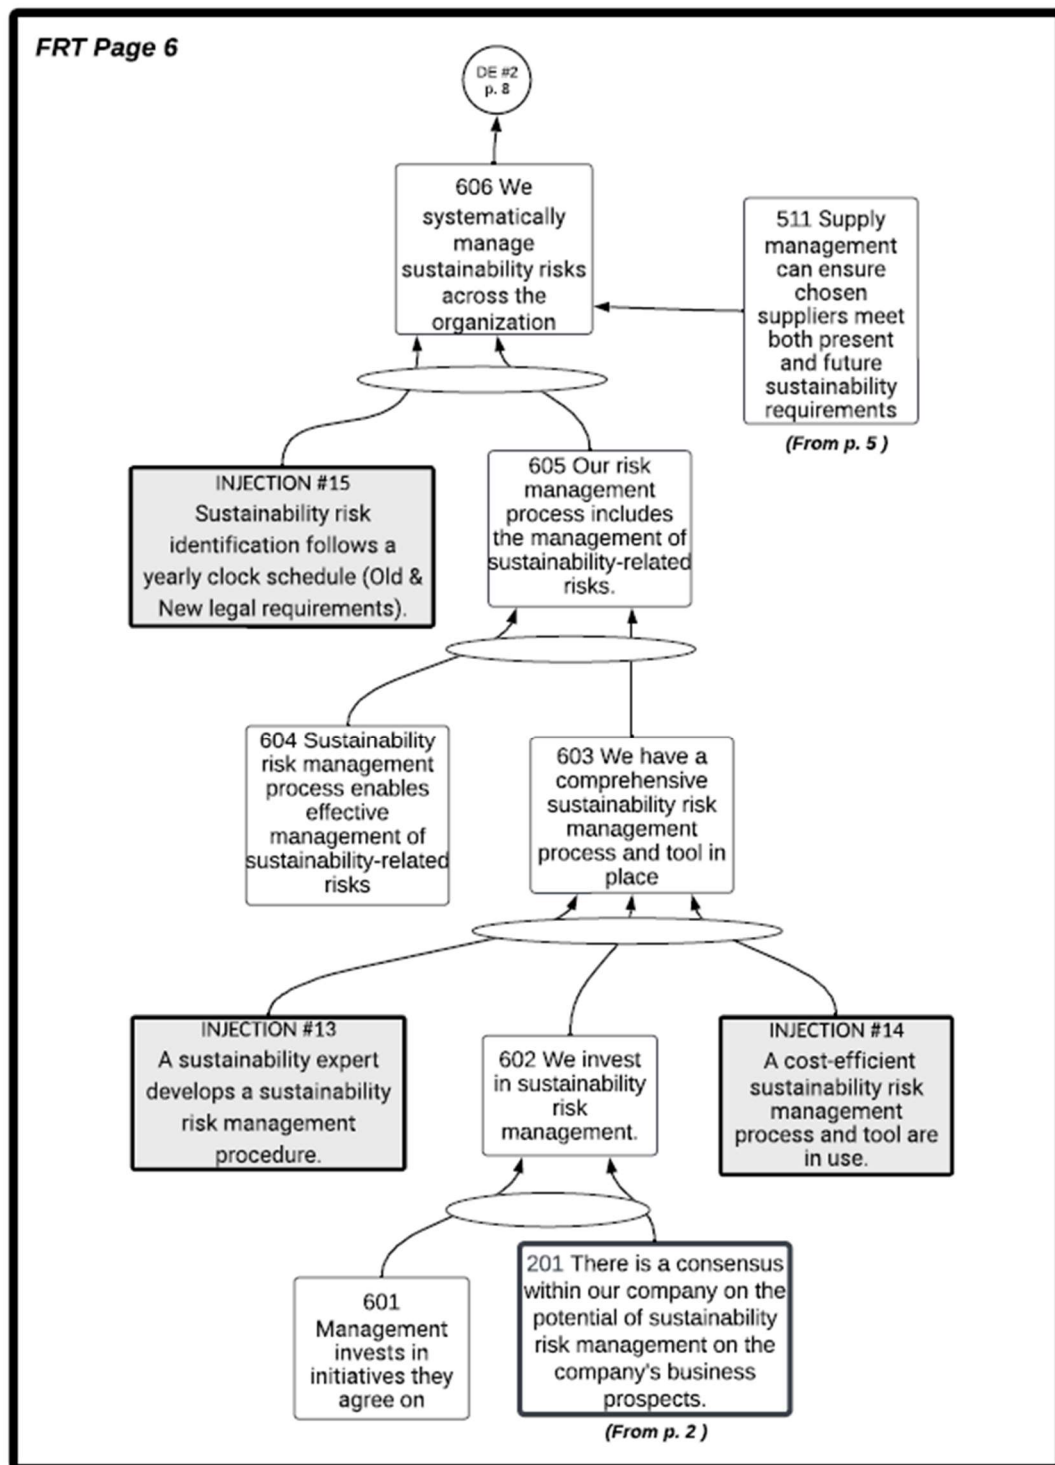 FRT Page 6
DE #2
p. 8
606 We
systematically
manage
sustainability risks
across the
organization
511 Supply
management
can ensure
chosen
suppliers meet
both present
and future
sustainability
requirements
(From p. 5 )
INJECTION #15
Sustainability risk
identification follows a
yearly clock schedule (Old &
New legal requirements).
605 Our risk
management
process includes
the management of
sustainability-related
risks.
604 Sustainability
risk management
process enables
effective
management of
sustainability-related
risks
603 We have a
comprehensive
sustainability risk
management
process and tool in
place
INJECTION #13
A sustainability expert
develops a sustainability
risk management
procedure.
602 We invest
in sustainability
risk
management.
INJECTION #14
A cost-efficient
sustainability risk
management
process and tool are
in use.
601
Management
invests in
initiatives they
agree on
201 There is a consensus
within our company on the
potential of sustainability
risk management on the
company's business
prospects.
(From p. 2 )